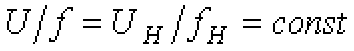 U/f = U_H/f_H = const